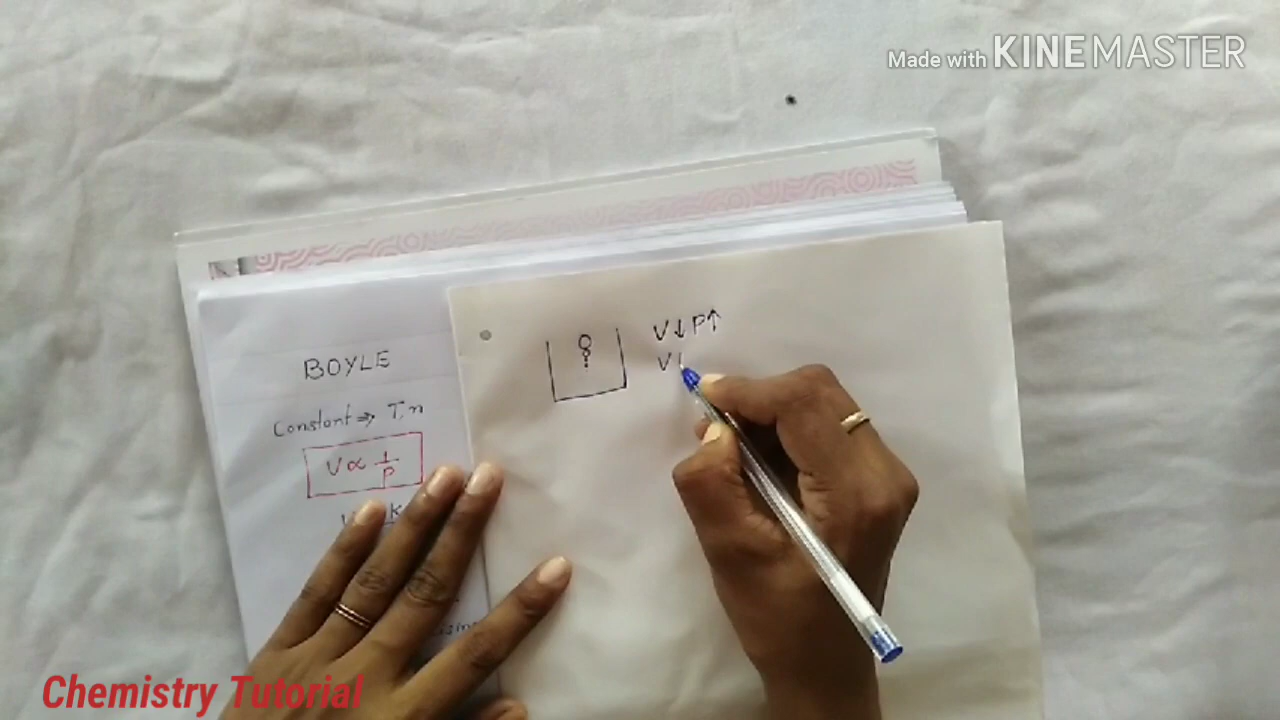 Made with KINEMASTER
BOYLE
Constant ⇒ T, n
V ∝ 1/P
V↓ P↑
V
Chemistry Tutorial